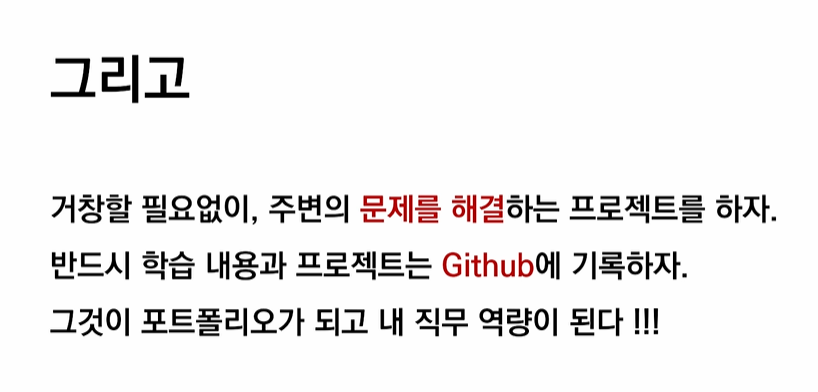 그리고
거창할 필요없이, 주변의 문제를 해결하는 프로젝트를 하자.
반드시 학습 내용과 프로젝트는 Github에 기록하자.
그것이 포트폴리오가 되고 내 직무 역량이 된다 !!!